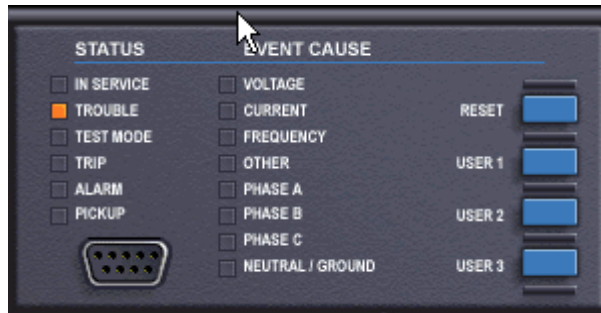 STATUS
EVENT CAUSE
IN SERVICE
TROUBLE
TEST MODE
TRIP
ALARM
PICKUP
VOLTAGE
CURRENT
FREQUENCY
OTHER
PHASE A
PHASE B
PHASE C
NEUTRAL / GROUND
RESET
USER 1
USER 2
USER 3